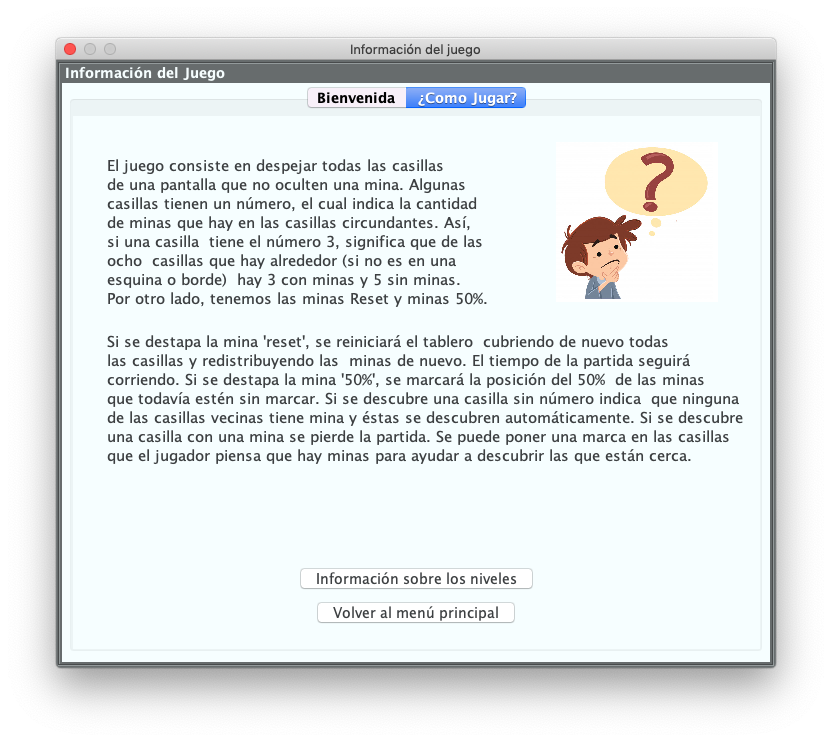 Información del juego
Información del Juego
Bienvenida
¿Como Jugar?
?
El juego consiste en despejar todas las casillas
de una pantalla que no oculten una mina. Algunas
casillas tienen un número, el cual indica la cantidad
de minas que hay en las casillas circundantes. Así,
si una casilla  tiene el número 3, significa que de las
ocho  casillas que hay alrededor (si no es en una
esquina o borde)  hay 3 con minas y 5 sin minas.
Por otro lado, tenemos las minas Reset y minas 50%.
Si se destapa la mina 'reset', se reiniciará el tablero  cubriendo de nuevo todas
las casillas y redistribuyendo las  minas de nuevo. El tiempo de la partida seguirá
corriendo. Si se destapa la mina '50%', se marcará la posición del 50%  de las minas
que todavía estén sin marcar. Si se descubre una casilla sin número indica  que ninguna
de las casillas vecinas tiene mina y éstas se descubren automáticamente. Si se descubre
una casilla con una mina se pierde la partida. Se puede poner una marca en las casillas
que el jugador piensa que hay minas para ayudar a descubrir las que están cerca.
Información sobre los niveles
Volver al menú principal